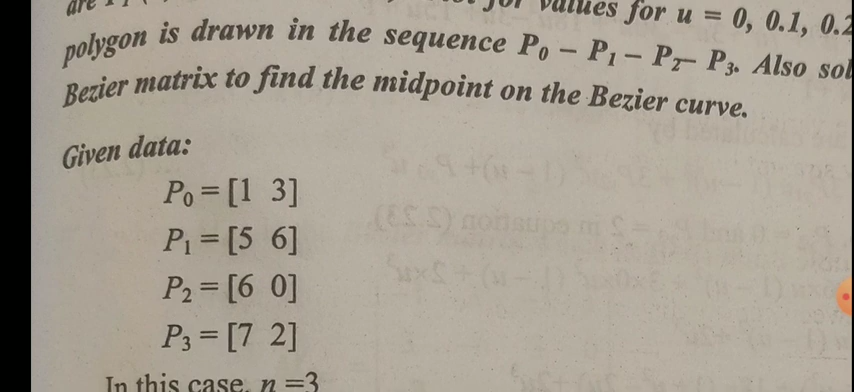 values for u = 0, 0.1, 0.2
polygon is drawn in the sequence P₀ – P₁ – P₂– P₃. Also sol
Bezier matrix to find the midpoint on the Bezier curve.
Given data:
P₀ = [1 3]
P₁ = [5 6]
P₂ = [6 0]
P₃ = [7 2]
In this case, n =3